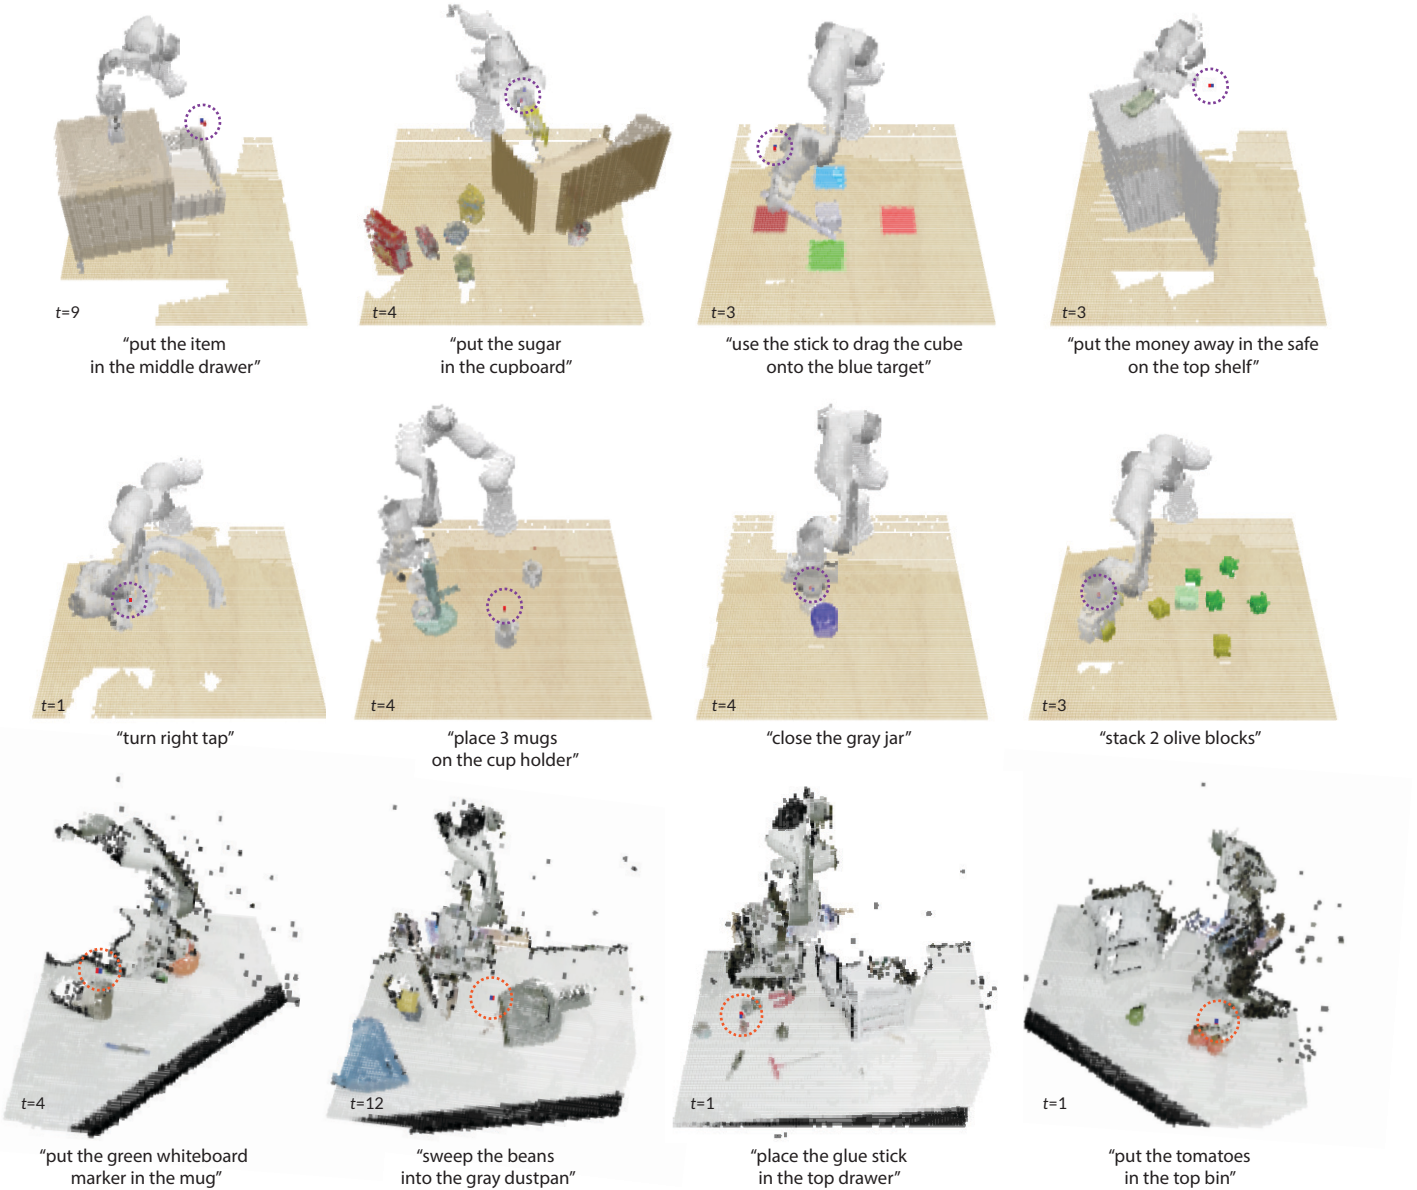 t=9
t=4
t=3
t=3
“put the item
in the middle drawer”
“put the sugar
in the cupboard”
“use the stick to drag the cube
onto the blue target”
“put the money away in the safe
on the top shelf”
t=1
t=4
t=4
t=3
“turn right tap”
“place 3 mugs
on the cup holder”
“close the gray jar”
“stack 2 olive blocks”
t=4
t=12
t=1
t=1
“put the green whiteboard
marker in the mug”
“sweep the beans
into the gray dustpan”
“place the glue stick
in the top drawer”
“put the tomatoes
in the top bin”